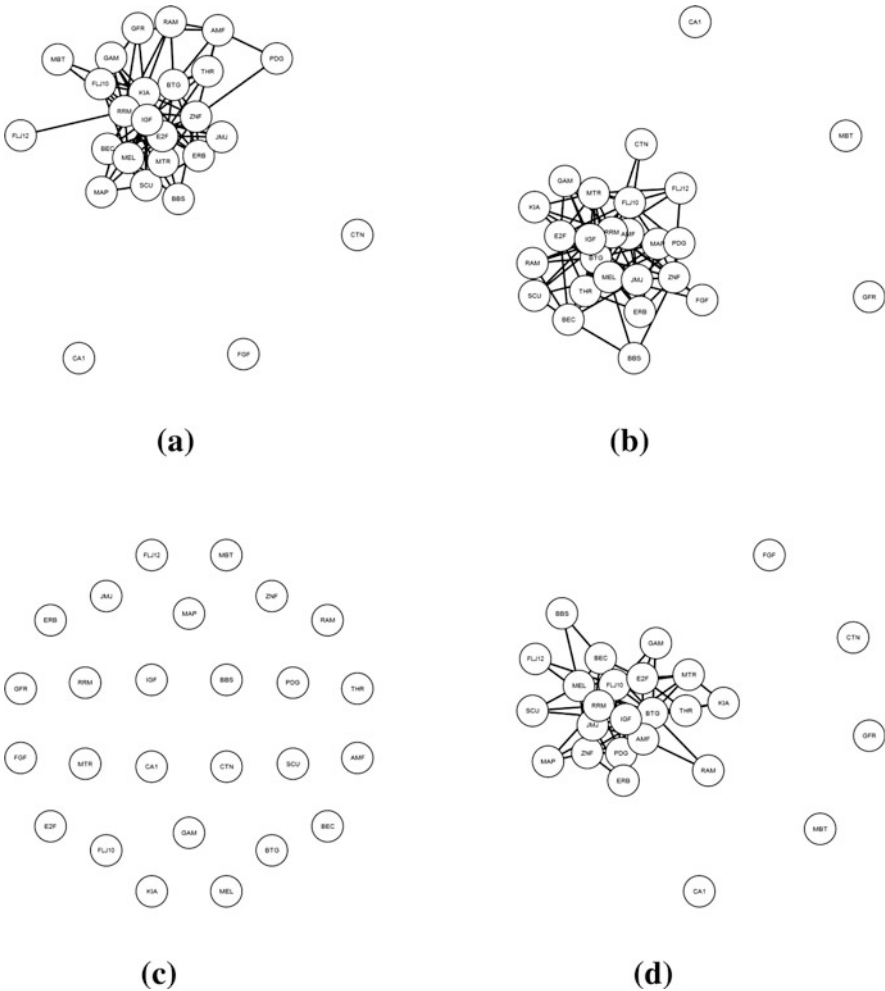 GFR RAM AMF
MBT GAM PDG
FLJ10 KIA BTG THR
RRM IGF ZNF
FLJ12 E2F JMJ
BEC MEL MTR ERB
MAP SCU BBS
CTN
CA1 FGF
(a)
CA1
MBT
CTN
GAM MTR FLJ10 FLJ12
KIA
E2F IGF RRM AMF MAP PDG
RAM BTG
SCU THR MEL JMJ ZNF FGF GFR
BEC ERB
BBS
(b)
FLJ12 MBT
JMJ ZNF
ERB MAP RAM
GFR RRM IGF BBS PDG THR
FGF MTR CA1 CTN SCU AMF
E2F GAM BEC
FLJ10 BTG
KIA MEL
(c)
FGF
BBS CTN
FLJ12 BEC GAM
MEL FLJ10 E2F MTR
SCU RRM IGF BTG THR KIA
JMJ AMF GFR
MAP ZNF PDG RAM
ERB
MBT
CA1
(d)